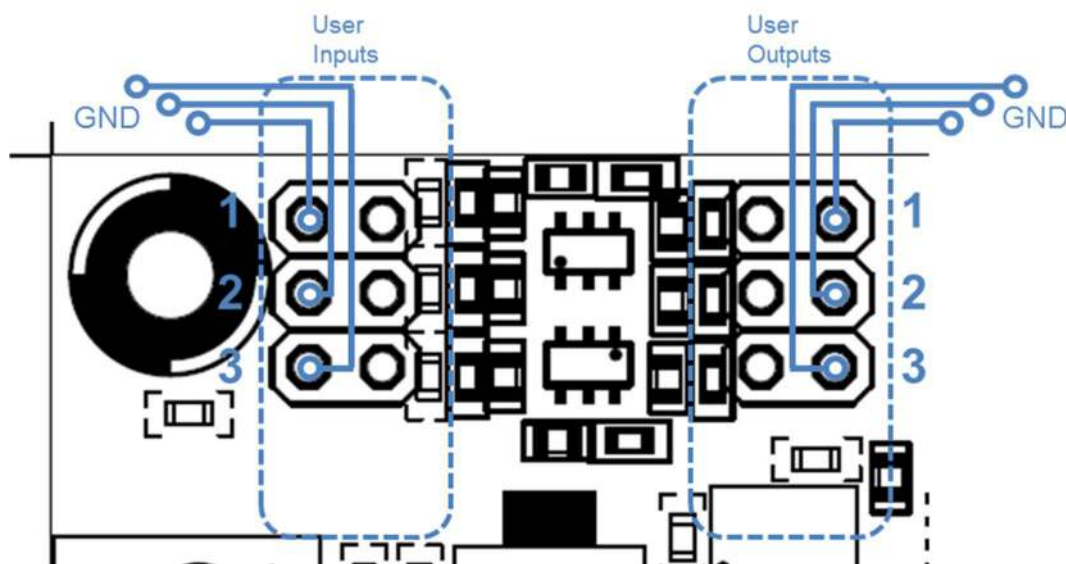 User
Inputs
User
Outputs
GND
GND
1
1
2
2
3
3